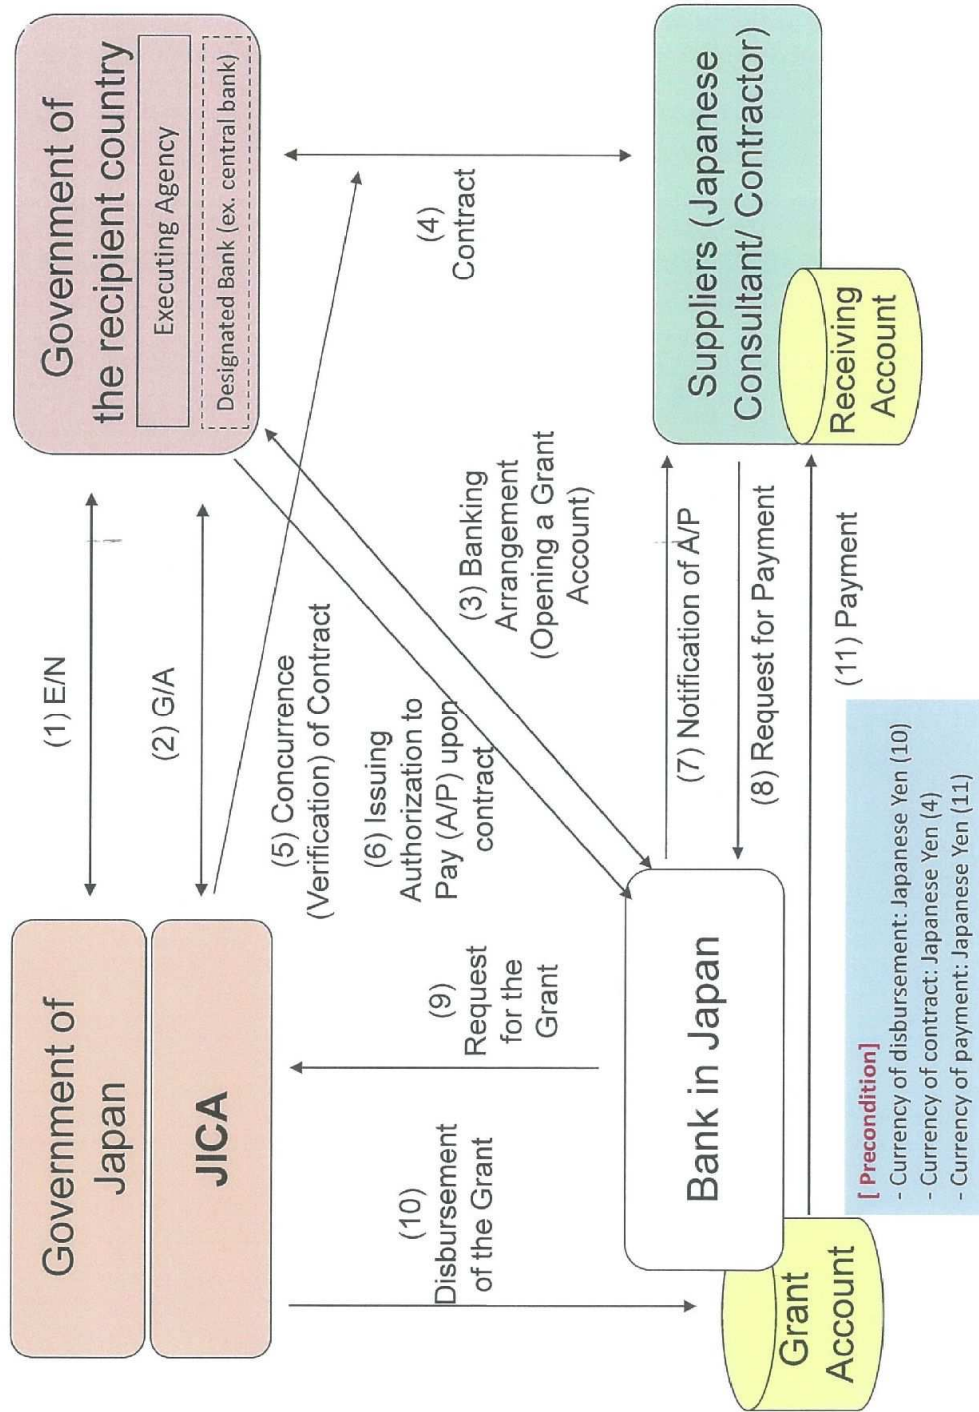 Government of
Japan
JICA
(1) E/N
(2) G/A
Government of
the recipient country
Executing Agency
Designated Bank (ex. central bank)
(5) Concurrence
(Verification) of Contract
(6) Issuing
Authorization to
Pay (A/P) upon
contract
(4)
Contract
(10)
Disbursement
of the Grant
(9)
Request
for the
Grant
(3) Banking
Arrangement
(Opening a Grant
Account)
Bank in Japan
Grant
Account
(7) Notification of A/P
(8) Request for Payment
(11) Payment
Suppliers (Japanese
Consultant/ Contractor)
Receiving
Account
[ Precondition]
- Currency of disbursement: Japanese Yen (10)
- Currency of contract: Japanese Yen (4)
- Currency of payment: Japanese Yen (11)